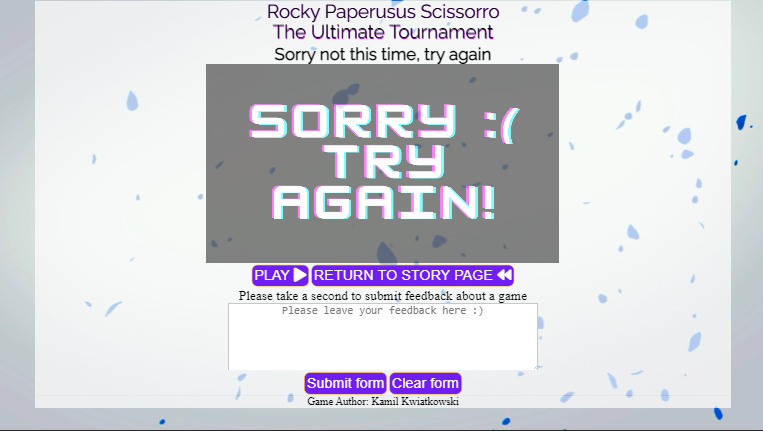 Rocky Paperusus Scissorro
The Ultimate Tournament
Sorry not this time, try again
SORRY :(
TRY
AGAIN!
PLAY RETURN TO STORY PAGE
Please take a second to submit feedback about a game
Please leave your feedback here :)
Submit form Clear form
Game Author: Kamil Kwiatkowski